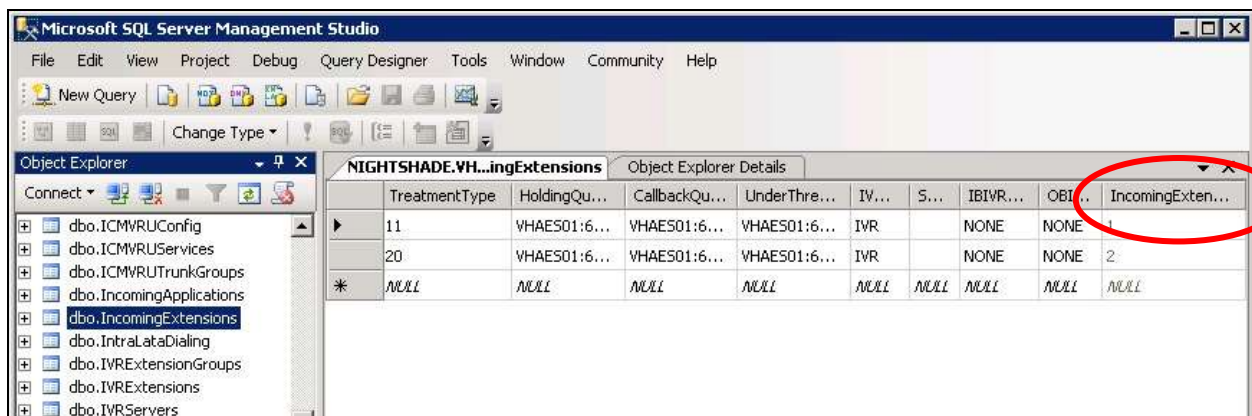 Microsoft SQL Server Management Studio
File Edit View Project Debug Query Designer Tools Window Community Help
New Query
Change Type
Object Explorer
NIGHTSHADE.VH...ingExtensions Object Explorer Details
Connect
TreatmentType HoldingQu... CallbackQu... UnderThre... IV... S... IBIVR... OBI... IncomingExten...
dbo.ICMVRUConfig
11 VHAES01:6... VHAES01:6... VHAES01:6... IVR NONE NONE 1
dbo.ICMVRUServices
20 VHAES01:6... VHAES01:6... VHAES01:6... IVR NONE NONE 2
dbo.ICMVRUTrunkGroups
NULL NULL NULL NULL NULL NULL NULL NULL NULL
dbo.IncomingApplications
dbo.IncomingExtensions
dbo.IntraLataDialing
dbo.IVRExtensionGroups
dbo.IVRExtensions
dbo.IVRServers